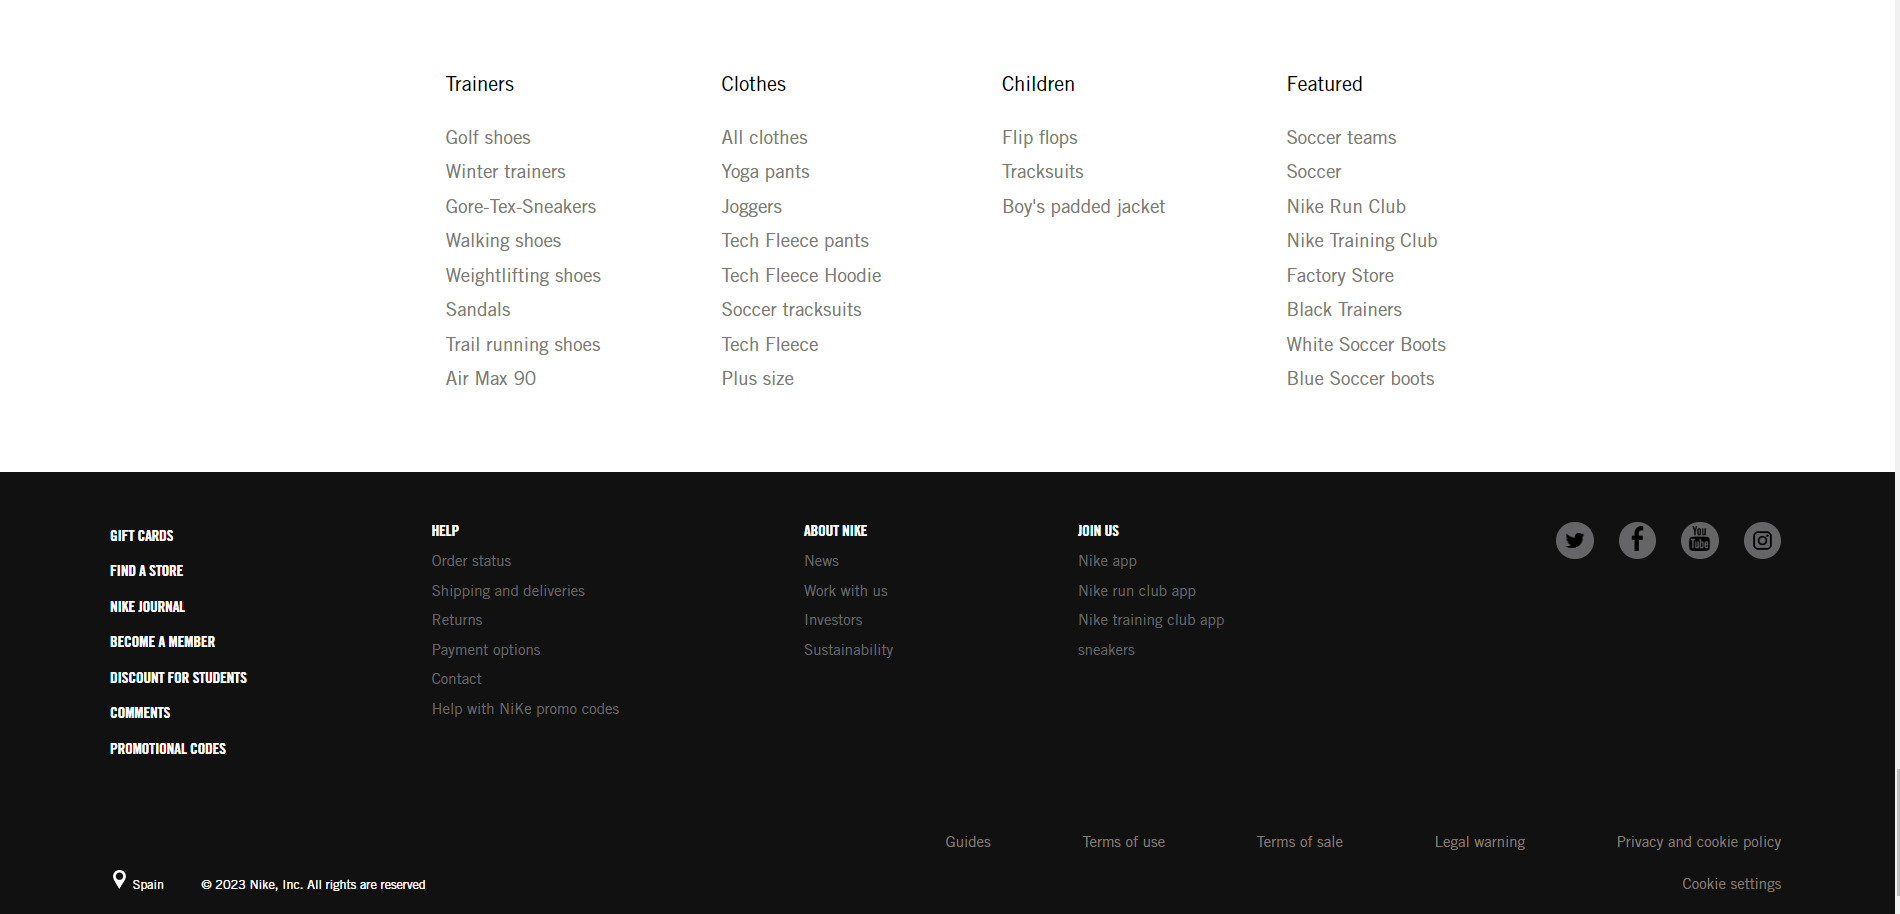 Trainers
Golf shoes
Winter trainers
Gore-Tex-Sneakers
Walking shoes
Weightlifting shoes
Sandals
Trail running shoes
Air Max 90
Clothes
All clothes
Yoga pants
Joggers
Tech Fleece pants
Tech Fleece Hoodie
Soccer tracksuits
Tech Fleece
Plus size
Children
Flip flops
Tracksuits
Boy's padded jacket
Featured
Soccer teams
Soccer
Nike Run Club
Nike Training Club
Factory Store
Black Trainers
White Soccer Boots
Blue Soccer boots
GIFT CARDS
FIND A STORE
NIKE JOURNAL
BECOME A MEMBER
DISCOUNT FOR STUDENTS
COMMENTS
PROMOTIONAL CODES
HELP
Order status
Shipping and deliveries
Returns
Payment options
Contact
Help with NiKe promo codes
ABOUT NIKE
News
Work with us
Investors
Sustainability
JOIN US
Nike app
Nike run club app
Nike training club app
sneakers
You
Tube
Guides
Terms of use
Terms of sale
Legal warning
Privacy and cookie policy
Cookie settings
Spain
© 2023 Nike, Inc. All rights are reserved